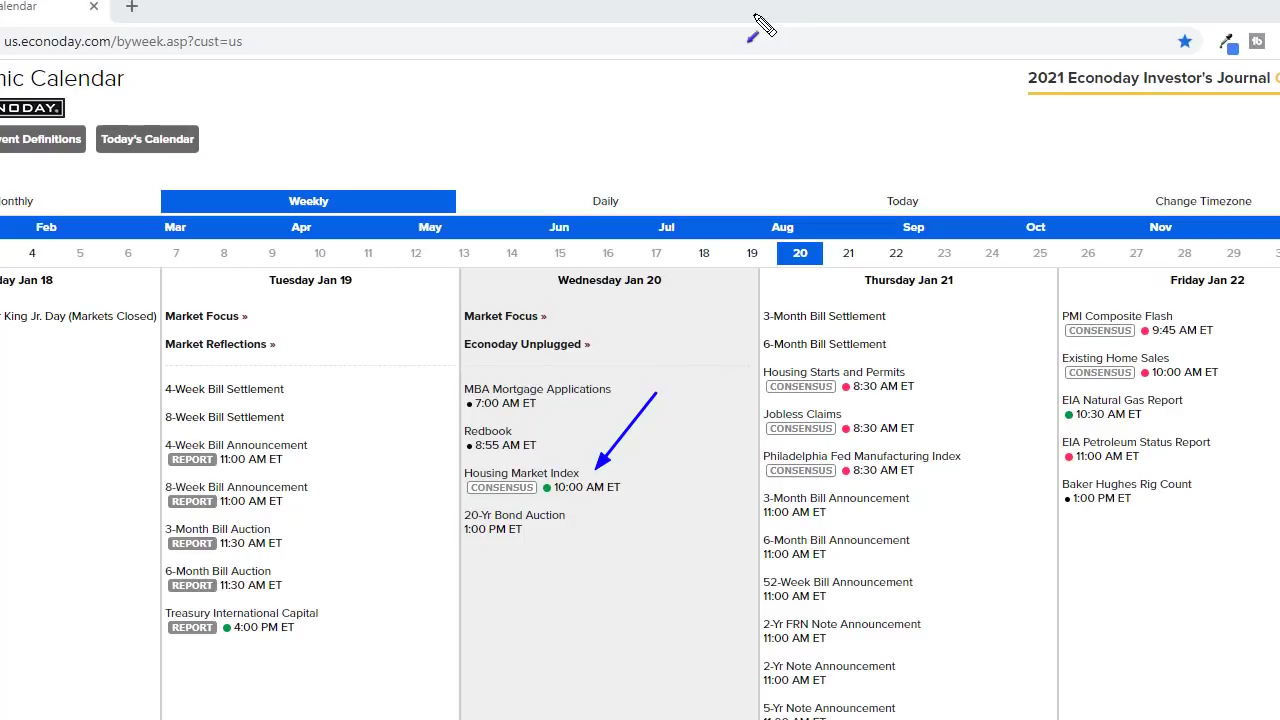 alendar
us.econoday.com/byweek.asp?cust=us
nic Calendar
2021 Econoday Investor's Journal
NODAY
vent Definitions
Today's Calendar
onthly
Weekly
Daily
Today
Change Timezone
Feb Mar Apr May Jun Jul Aug Sep Oct Nov
4 5 6 7 8 9 10 11 12 13 14 15 16 17 18 19 20 21 22 23 24 25 26 27 28 29 3
day Jan 18
r King Jr. Day (Markets Closed)
Tuesday Jan 19
Market Focus »
Market Reflections »
4-Week Bill Settlement
8-Week Bill Settlement
4-Week Bill Announcement
REPORT 11:00 AM ET
8-Week Bill Announcement
REPORT 11:00 AM ET
3-Month Bill Auction
REPORT 11:30 AM ET
6-Month Bill Auction
REPORT 11:30 AM ET
Treasury International Capital
REPORT 4:00 PM ET
Wednesday Jan 20
Market Focus »
Econoday Unplugged »
MBA Mortgage Applications
7:00 AM ET
Redbook
8:55 AM ET
Housing Market Index
CONSENSUS 10:00 AM ET
20-Yr Bond Auction
1:00 PM ET
Thursday Jan 21
3-Month Bill Settlement
6-Month Bill Settlement
Housing Starts and Permits
CONSENSUS 8:30 AM ET
Jobless Claims
CONSENSUS 8:30 AM ET
Philadelphia Fed Manufacturing Index
CONSENSUS 8:30 AM ET
3-Month Bill Announcement
11:00 AM ET
6-Month Bill Announcement
11:00 AM ET
52-Week Bill Announcement
11:00 AM ET
2-Yr FRN Note Announcement
11:00 AM ET
2-Yr Note Announcement
11:00 AM ET
5-Yr Note Announcement
Friday Jan 22
PMI Composite Flash
CONSENSUS 9:45 AM ET
Existing Home Sales
CONSENSUS 10:00 AM ET
EIA Natural Gas Report
10:30 AM ET
EIA Petroleum Status Report
11:00 AM ET
Baker Hughes Rig Count
1:00 PM ET